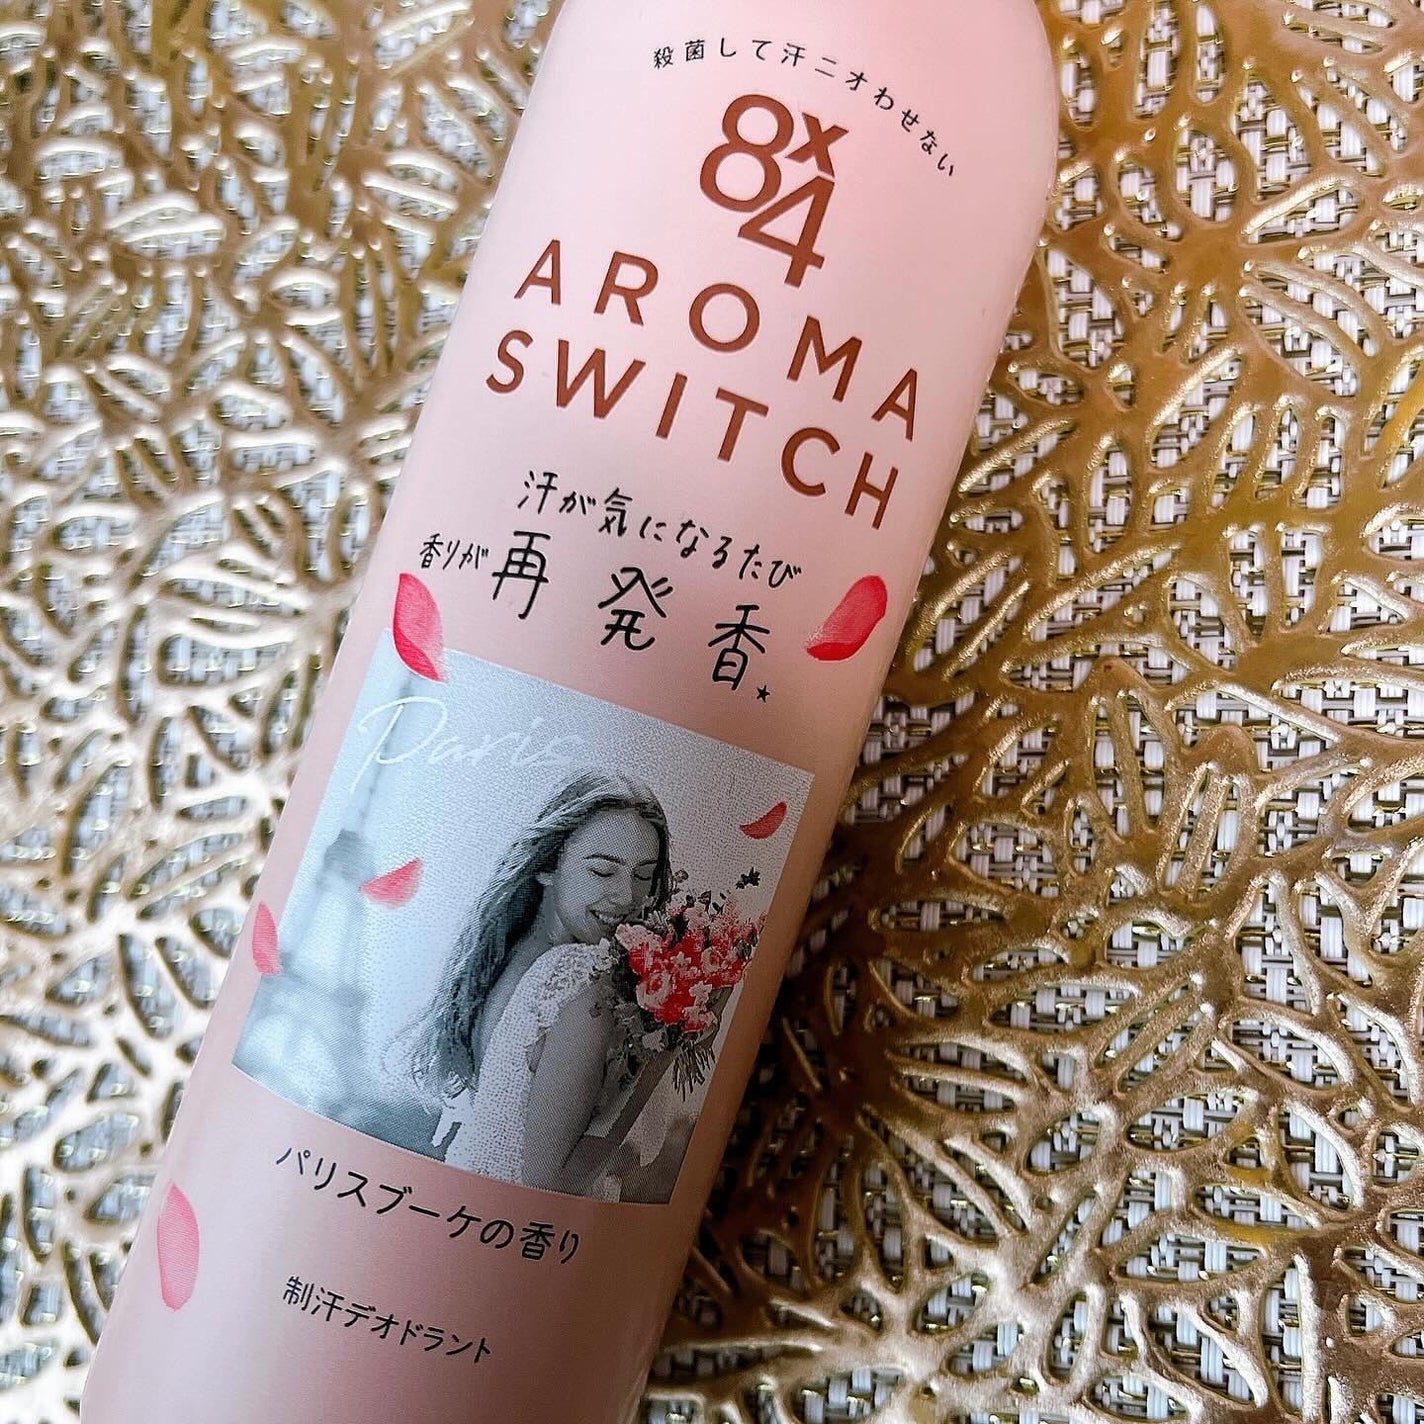 殺菌して汗ニオわせない
8x4
AROMA
SWITCH
汗が気になるたび
香りが再発香★
Paris
パリスブーケの香り
制汗デオドラント